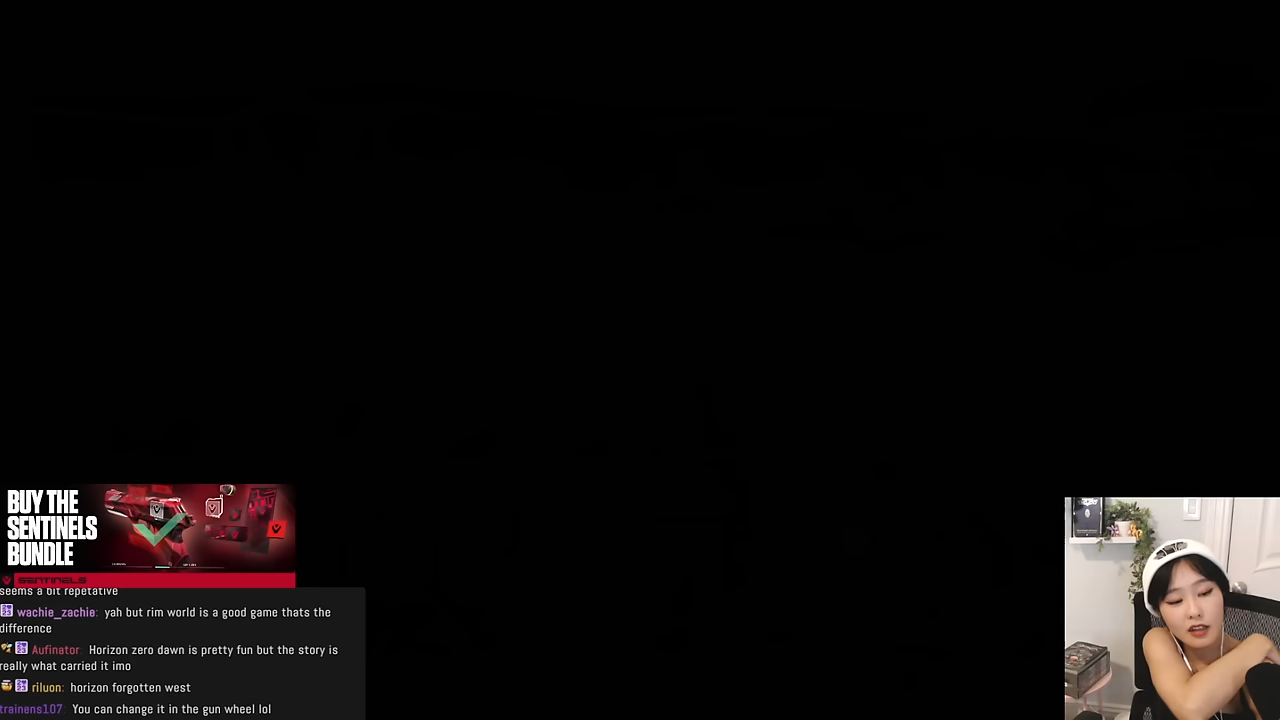 BUY THE
SENTINELS
BUNDLE
SENTINELS
seems a bit repetative
wachie_zachie: yah but rim world is a good game thats the
difference
Aufinator: Horizon zero dawn is pretty fun but the story is
really what carried it imo
riluon: horizon forgotten west
trainens107: You can change it in the gun wheel lol